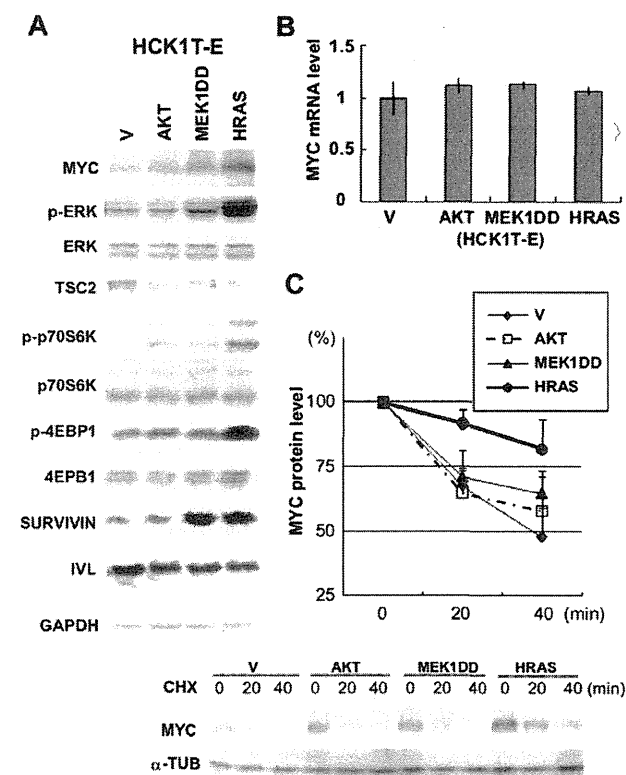 A
HCK1T-E
V
AKT
MEK1DD
HRAS
MYC
p-ERK
ERK
TSC2
p-p70S6K
p70S6K
p-4EBP1
4EPB1
SURVIVIN
IVL
GAPDH
B
MYC mRNA level
1.5
1
0.5
0
V AKT MEK1DD HRAS
(HCK1T-E)
C
V
AKT
MEK1DD
HRAS
(%)
MYC protein level
100
75
50
25
0 20 40 (min)
V AKT MEK1DD HRAS
CHX 0 20 40 0 20 40 0 20 40 0 20 40 (min)
MYC
α-TUB